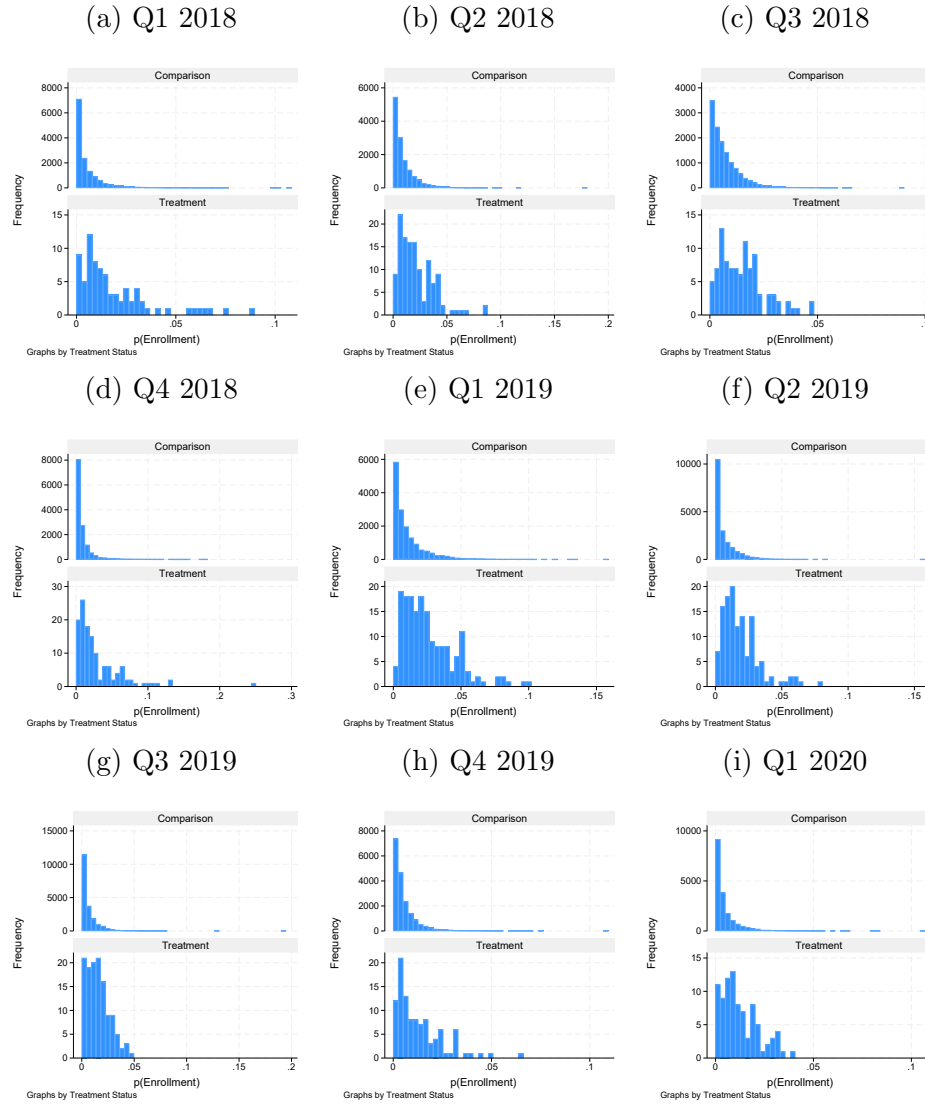 (a) Q1 2018
(b) Q2 2018
(c) Q3 2018
Comparison
8000
6000
4000
2000
0
Treatment
15
10
5
0
0 .05 .1
Frequency
p(Enrollment)
Graphs by Treatment Status
Comparison
6000
4000
2000
0
Treatment
20
15
10
5
0
0 .05 .1 .15 .2
Frequency
p(Enrollment)
Graphs by Treatment Status
Comparison
4000
3000
2000
1000
0
Treatment
15
10
5
0
0 .05 .1
Frequency
p(Enrollment)
Graphs by Treatment Status
(d) Q4 2018
(e) Q1 2019
(f) Q2 2019
Comparison
8000
6000
4000
2000
0
Treatment
30
20
10
0
0 .1 .2 .3
Frequency
p(Enrollment)
Graphs by Treatment Status
Comparison
6000
4000
2000
0
Treatment
20
15
10
5
0
0 .05 .1 .15
Frequency
p(Enrollment)
Graphs by Treatment Status
Comparison
10000
5000
0
Treatment
20
15
10
5
0
0 .05 .1 .15
Frequency
p(Enrollment)
Graphs by Treatment Status
(g) Q3 2019
(h) Q4 2019
(i) Q1 2020
Comparison
15000
10000
5000
0
Treatment
20
15
10
5
0
0 .05 .1 .15 .2
Frequency
p(Enrollment)
Graphs by Treatment Status
Comparison
8000
6000
4000
2000
0
Treatment
20
15
10
5
0
0 .05 .1
Frequency
p(Enrollment)
Graphs by Treatment Status
Comparison
10000
5000
0
Treatment
15
10
5
0
0 .05 .1
Frequency
p(Enrollment)
Graphs by Treatment Status